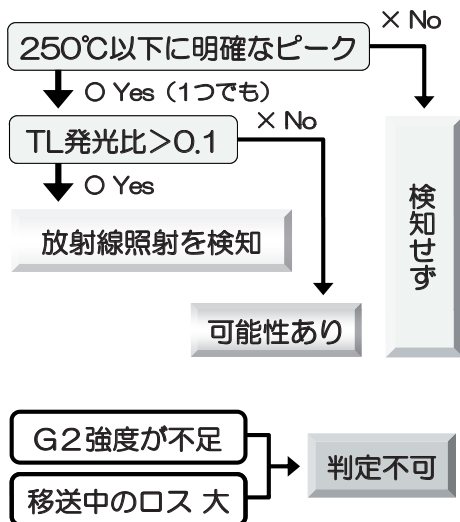 × No
250℃以下に明確なピーク
○ Yes（1つでも）
× No
TL発光比＞0.1
○ Yes
検知せず
放射線照射を検知
可能性あり
G2強度が不足
判定不可
移送中のロス 大